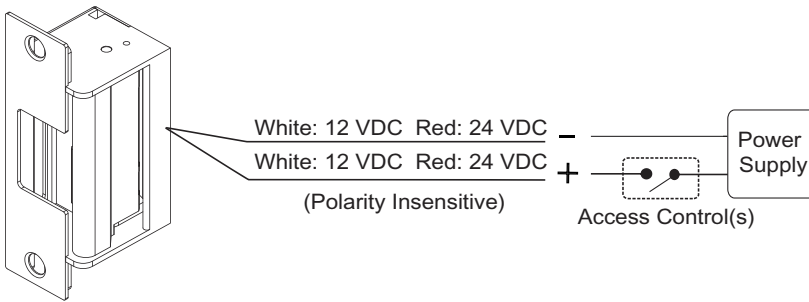 White: 12 VDC Red: 24 VDC −
White: 12 VDC Red: 24 VDC +
(Polarity Insensitive)
Access Control(s)
Power
Supply